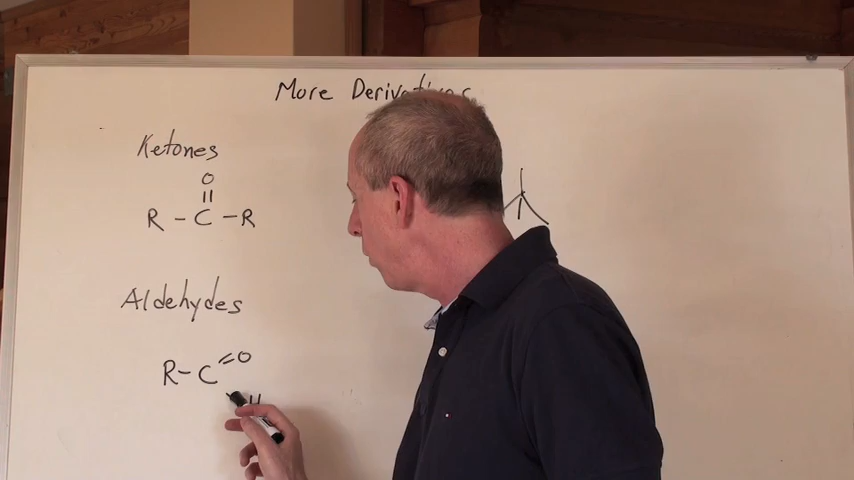 More Derivatives
Ketones
O
R - C - R
Aldehydes
R - C = O
H